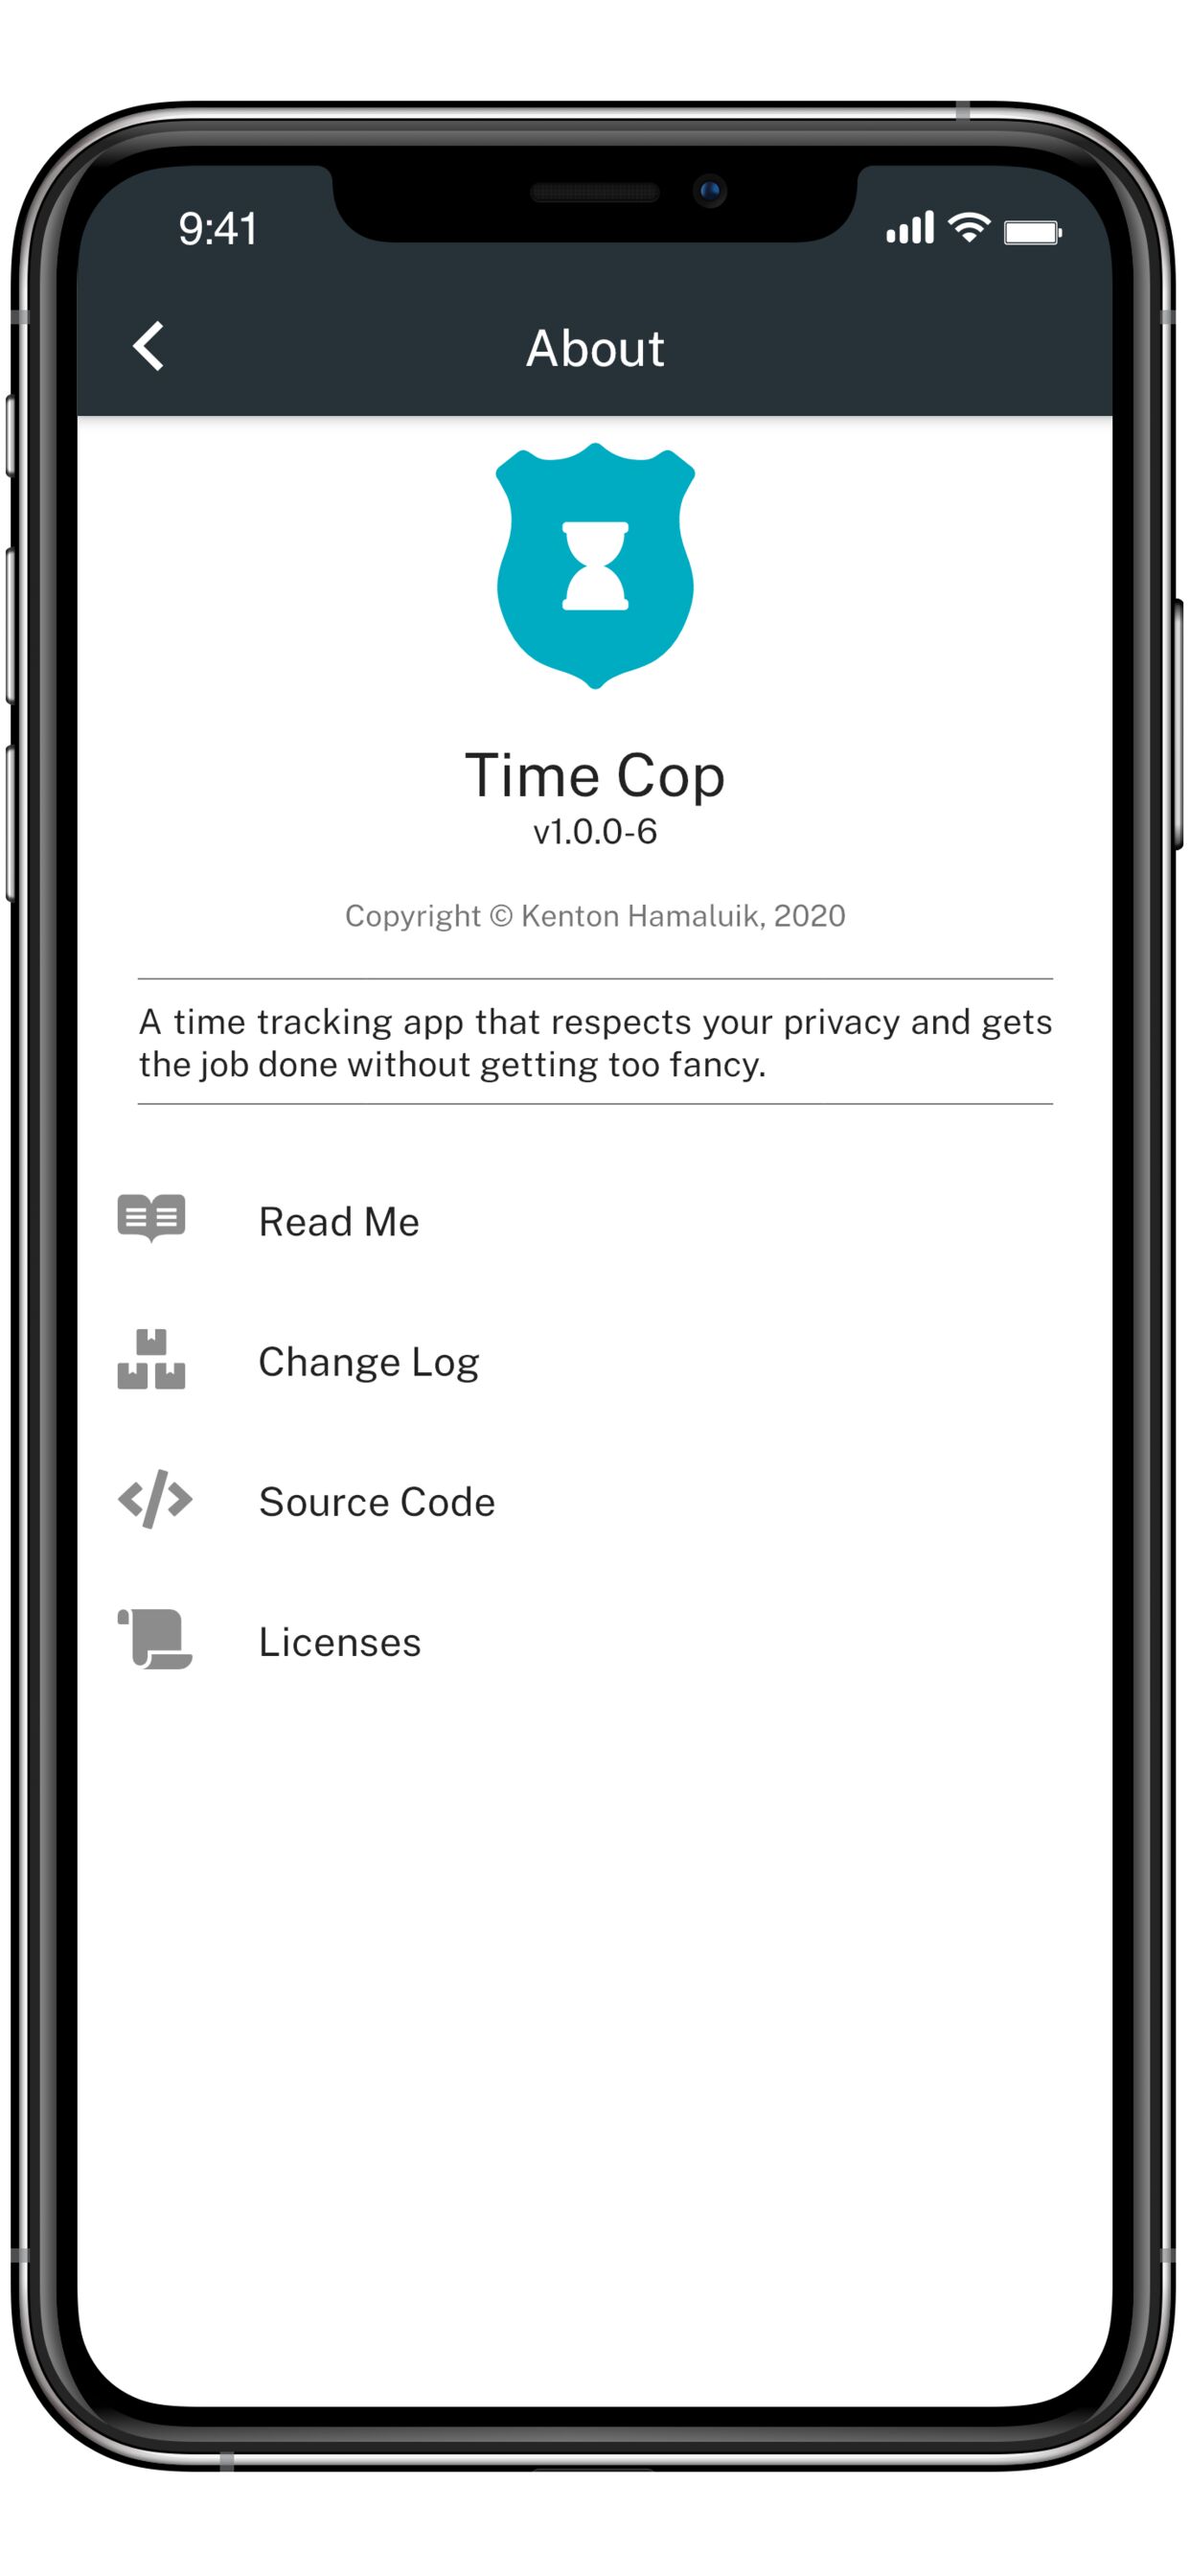 9:41
About
Time Cop
v1.0.0-6
Copyright © Kenton Hamaluik, 2020
A time tracking app that respects your privacy and gets
the job done without getting too fancy.
Read Me
Change Log
Source Code
Licenses